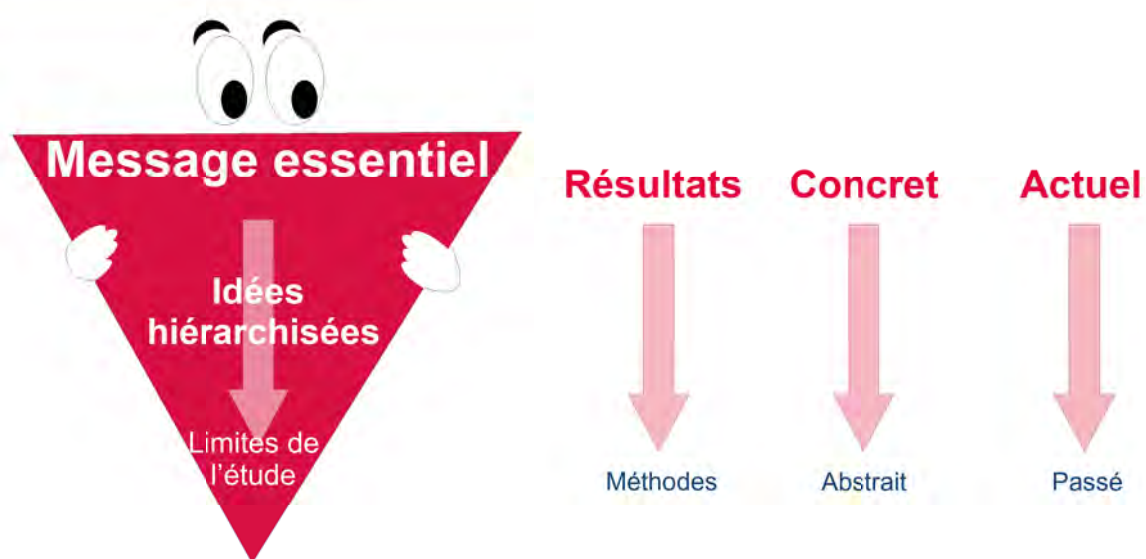 Message essentiel
Idées
hiérarchisées
Limites de
l'étude
Résultats
Concret
Actuel
Méthodes
Abstrait
Passé